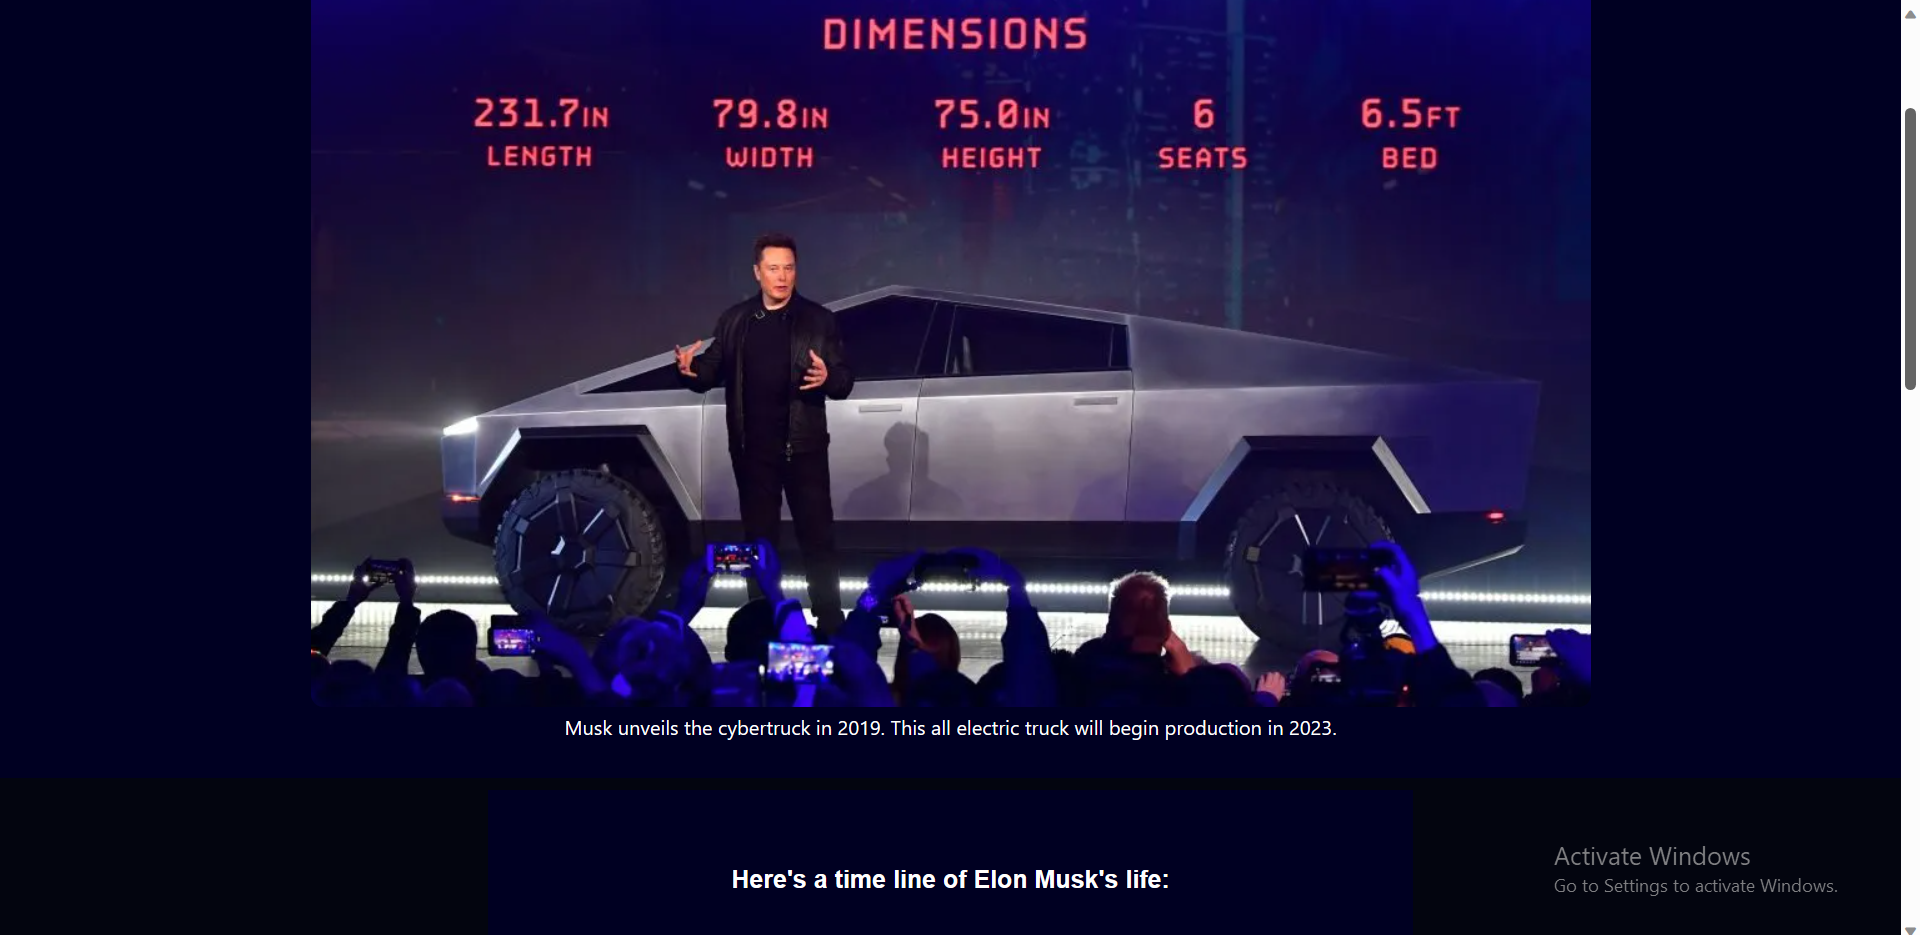 DIMENSIONS
231.7IN 79.8IN 75.0IN 6 6.5FT
LENGTH WIDTH HEIGHT SEATS BED
Musk unveils the cybertruck in 2019. This all electric truck will begin production in 2023.
Here's a time line of Elon Musk's life:
Activate Windows
Go to Settings to activate Windows.